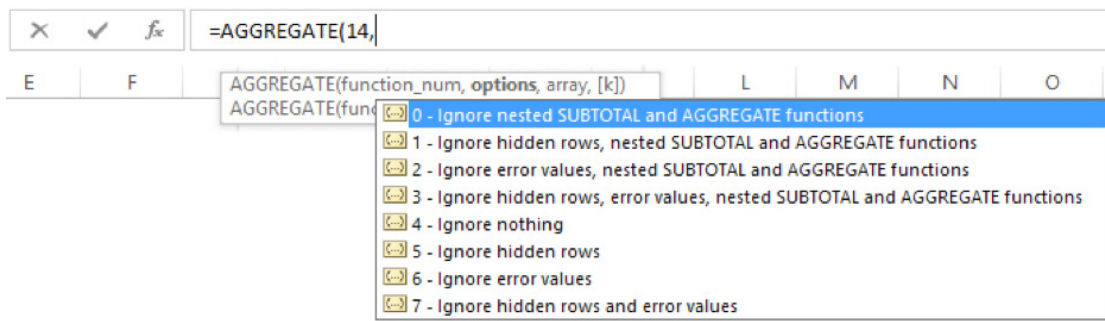 fx =AGGREGATE(14,
E F L M N O
AGGREGATE(function_num, options, array, [k])
AGGREGATE(func
0 - Ignore nested SUBTOTAL and AGGREGATE functions
1 - Ignore hidden rows, nested SUBTOTAL and AGGREGATE functions
2 - Ignore error values, nested SUBTOTAL and AGGREGATE functions
3 - Ignore hidden rows, error values, nested SUBTOTAL and AGGREGATE functions
4 - Ignore nothing
5 - Ignore hidden rows
6 - Ignore error values
7 - Ignore hidden rows and error values